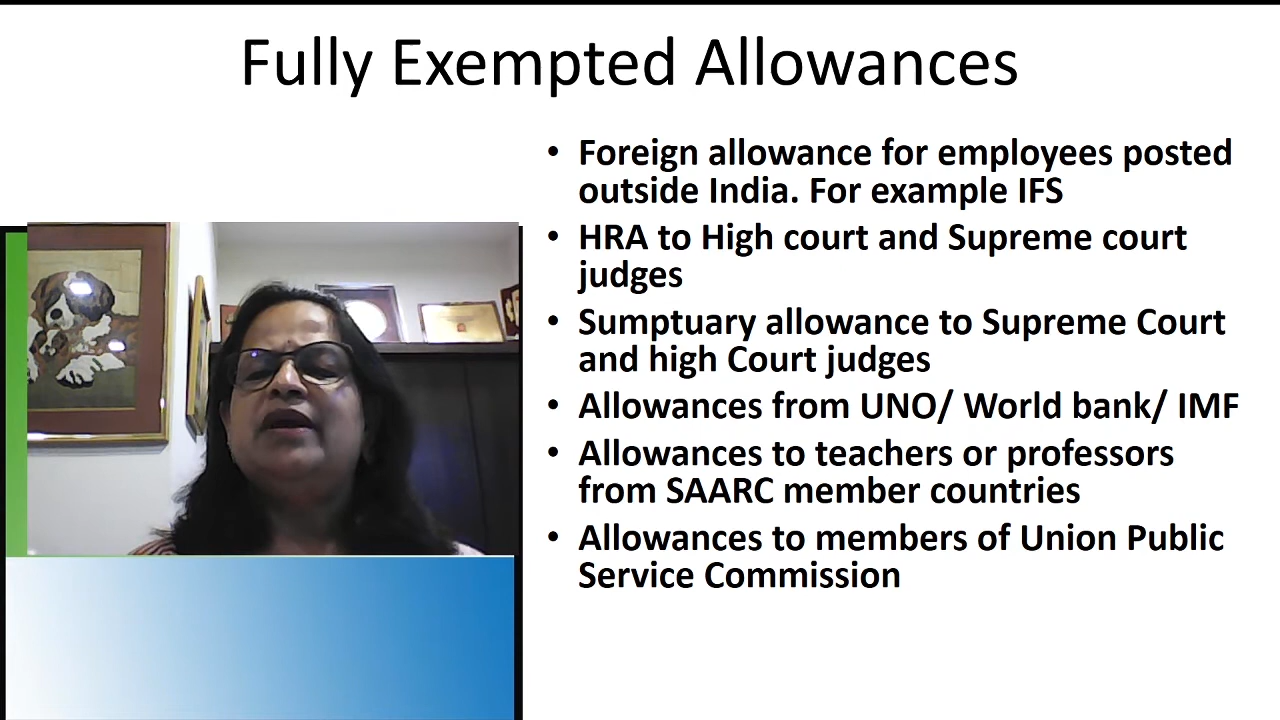 Fully Exempted Allowances
• Foreign allowance for employees posted
outside India. For example IFS
• HRA to High court and Supreme court
judges
• Sumptuary allowance to Supreme Court
and high Court judges
• Allowances from UNO/ World bank/ IMF
• Allowances to teachers or professors
from SAARC member countries
• Allowances to members of Union Public
Service Commission